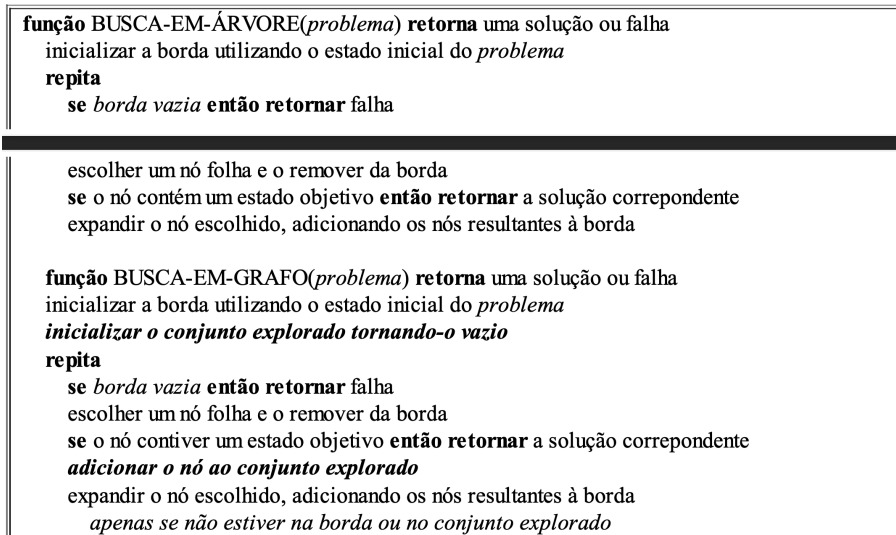 função BUSCA-EM-ÁRVORE(problema) retorna uma solução ou falha
inicializar a borda utilizando o estado inicial do problema
repita
se borda vazia então retornar falha
escolher um nó folha e o remover da borda
se o nó contém um estado objetivo então retornar a solução correpondente
expandir o nó escolhido, adicionando os nós resultantes à borda
função BUSCA-EM-GRAFO(problema) retorna uma solução ou falha
inicializar a borda utilizando o estado inicial do problema
inicializar o conjunto explorado tornando-o vazio
repita
se borda vazia então retornar falha
escolher um nó folha e o remover da borda
se o nó contiver um estado objetivo então retornar a solução correpondente
adicionar o nó ao conjunto explorado
expandir o nó escolhido, adicionando os nós resultantes à borda
apenas se não estiver na borda ou no conjunto explorado